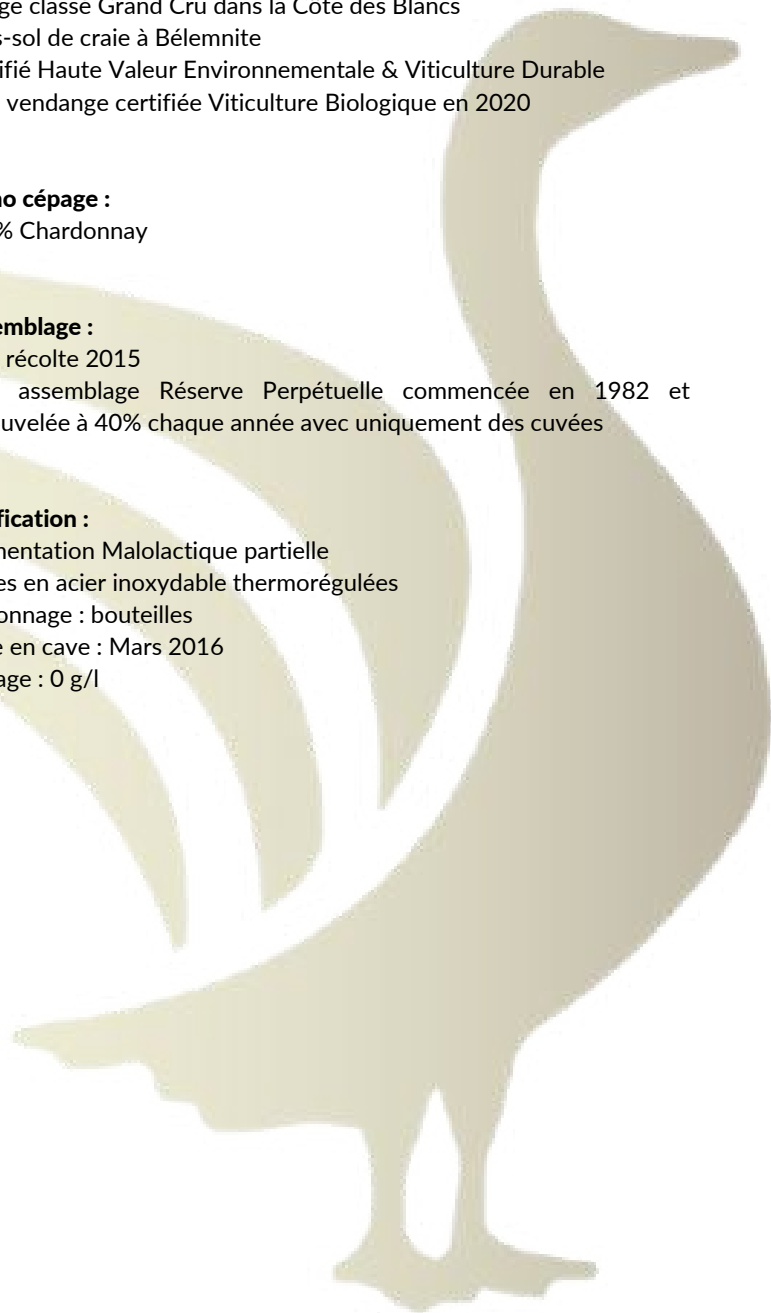 ge classé Grand Cru dans la Côte des Blancs
s-sol de craie à Bélemnite
ifié Haute Valeur Environnementale & Viticulture Durable
vendange certifiée Viticulture Biologique en 2020
no cépage :
% Chardonnay
emblage :
récolte 2015
assemblage Réserve Perpétuelle commencée en 1982 et
uvelée à 40% chaque année avec uniquement des cuvées
fication :
mentation Malolactique partielle
es en acier inoxydable thermorégulées
onnage : bouteilles
e en cave : Mars 2016
age : 0 g/l